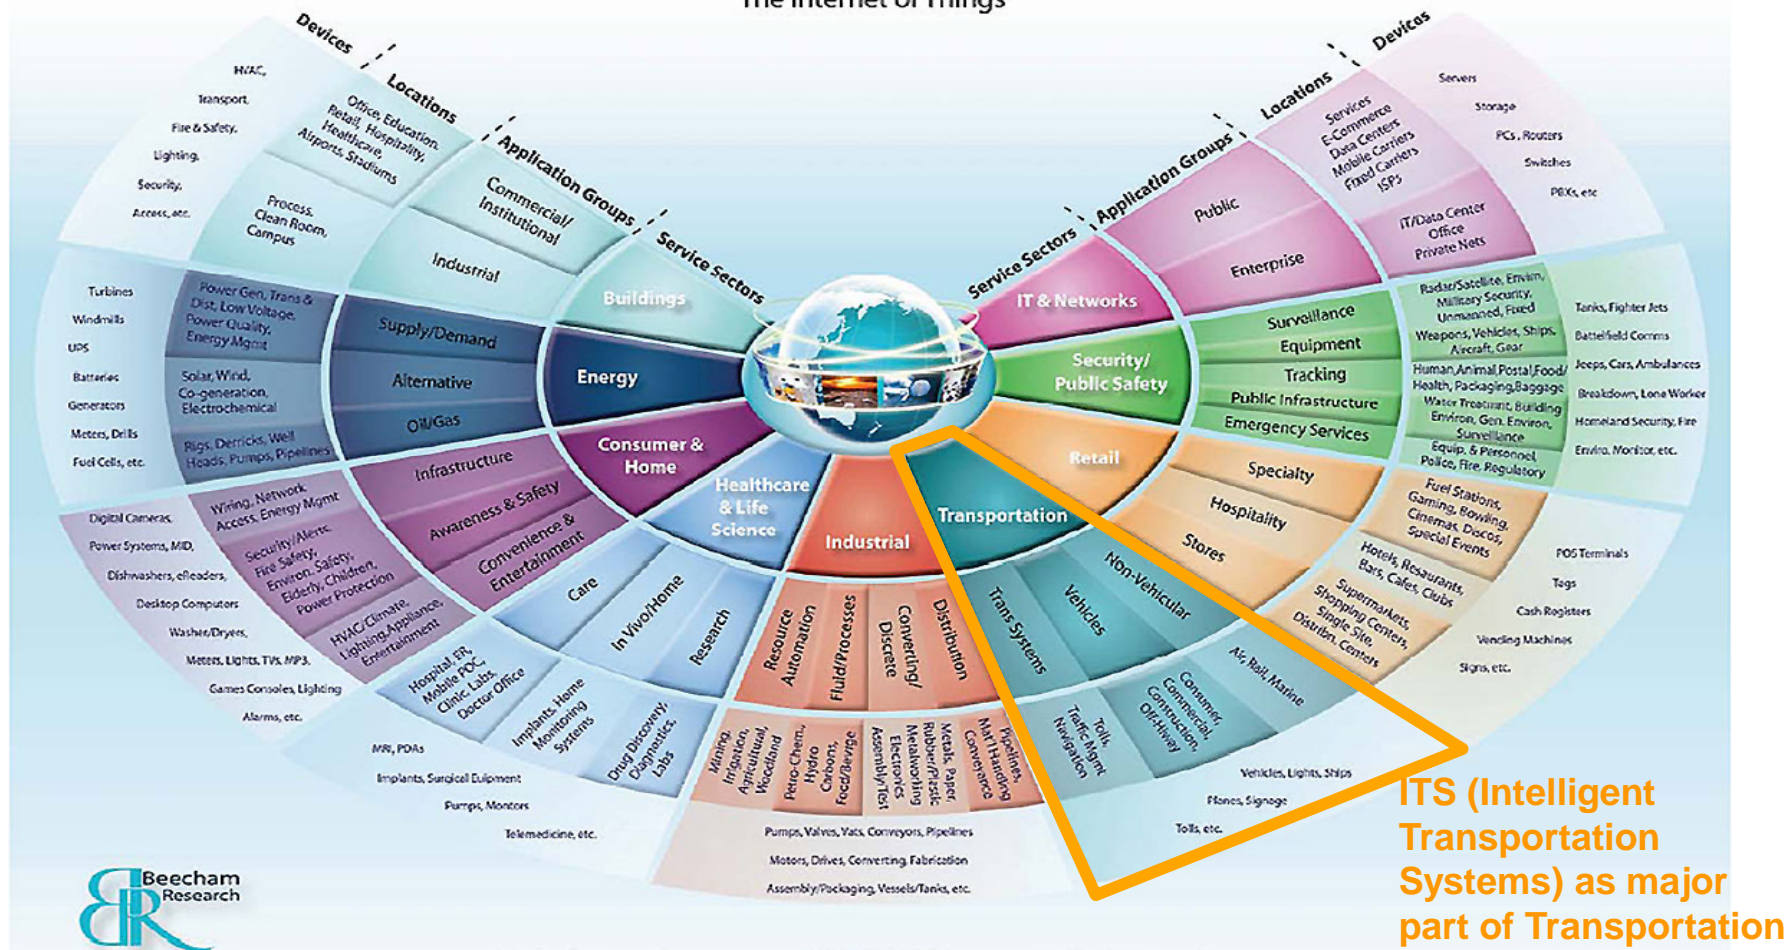 The Internet of Things
Devices
Locations
Application Groups
Service Sectors
HVAC,
Transport,
Fire & Safety,
Lighting,
Security,
Access, etc.
Office, Education,
Retail, Hospitality,
Healthcare,
Airports, Stadiums
Process,
Clean Room,
Campus
Commercial/
Institutional
Industrial
Buildings
Turbines
Windmills
UPS
Batteries
Generators
Meters, Drills
Fuel Cells, etc.
Power Gen, Trans &
Dist, Low Voltage,
Power Quality,
Energy Mgmt
Solar, Wind,
Co-generation,
Electrochemical
Rigs, Derricks, Well
Heads, Pumps, Pipelines
Supply/Demand
Alternative
Oil/Gas
Energy
Digital Cameras,
Power Systems, MID,
Dishwashers, eReaders,
Desktop Computers
Washer/Dryers,
Meters, Lights, TVs, MP3,
Games Consoles, Lighting
Alarms, etc.
Wiring, Network
Access, Energy Mgmt
Security/Alerts
Fire Safety,
Environ. Safety,
Elderly, Children,
Power Protection
HVAC/Climate,
Lighting, Appliance,
Entertainment
Infrastructure
Awareness & Safety
Convenience &
Entertainment
Consumer &
Home
MRI, PDAs
Implants, Surgical Euipment
Pumps, Monitors
Telemedicine, etc.
Hospital, ER,
Mobile POC,
Clinic, Labs,
Doctor Office
Implants, Home
Monitoring
Systems
Drug Discovery,
Diagnostics,
Labs
Care
In Vivo/Home
Research
Healthcare
& Life
Science
Industrial
Resource
Automation
Fluid/Processes
Converting/
Discrete
Distribution
Mining,
Irrigation,
Agricultural,
Woodland
Petro-Chem.,
Hydro
Carbons,
Food/Bevrge
Metals, Paper,
Rubber/Plastic
Metalworking
Electronics
Assembly/Test
Pipelines,
Mat'l Handling
Conveyance
Pumps, Valves, Vats, Conveyors, Pipelines
Motors, Drives, Converting, Fabrication
Assembly/Packaging, Vessels/Tanks, etc.
Transportation
Trans Systems
Vehicles
Non-Vehicular
Tolls,
Traffic Mgmt
Navigation
Consumer,
Commercial,
Construction,
Off-Hiway
Air, Rail, Marine
Vehicles, Lights, Ships
Planes, Signage
Tolls, etc.
Retail
Specialty
Hospitality
Stores
Fuel Stations,
Gaming, Bowling,
Cinemas, Discos,
Special Events
Hotels, Resaurants,
Bars, Cafes, Clubs
Supermarkets,
Shopping Centers,
Single Site,
Distribn. Centers
POS Terminals
Tags
Cash Registers
Vending Machines
Signs, etc.
Security/
Public Safety
Surveillance
Equipment
Tracking
Public Infrastructure
Emergency Services
Radar/Satellite, Environ,
Military Security,
Unmanned, Fixed
Weapons, Vehicles, Ships,
Aircraft, Gear
Human, Animal, Postal, Food/
Health, Packaging, Baggage
Water Treatmnt, Building
Environ, Gen. Environ,
Surveillance
Equip. & Personnel,
Police, Fire, Regulatory
Tanks, Fighter Jets
Battelfield Comms
Jeeps, Cars, Ambulances
Breakdown, Lone Worker
Homeland Security, Fire
Enviro. Monitor, etc.
IT & Networks
Public
Enterprise
Services
E-Commerce
Data Centers
Mobile Carriers
Fixed Carriers
ISPs
IT/Data Center
Office
Private Nets
Servers
Storage
PCs, Routers
Switches
PBXs, etc
Service Sectors
Application Groups
Locations
Devices
Beecham
Research
BR
ITS (Intelligent
Transportation
Systems) as major
part of Transportation